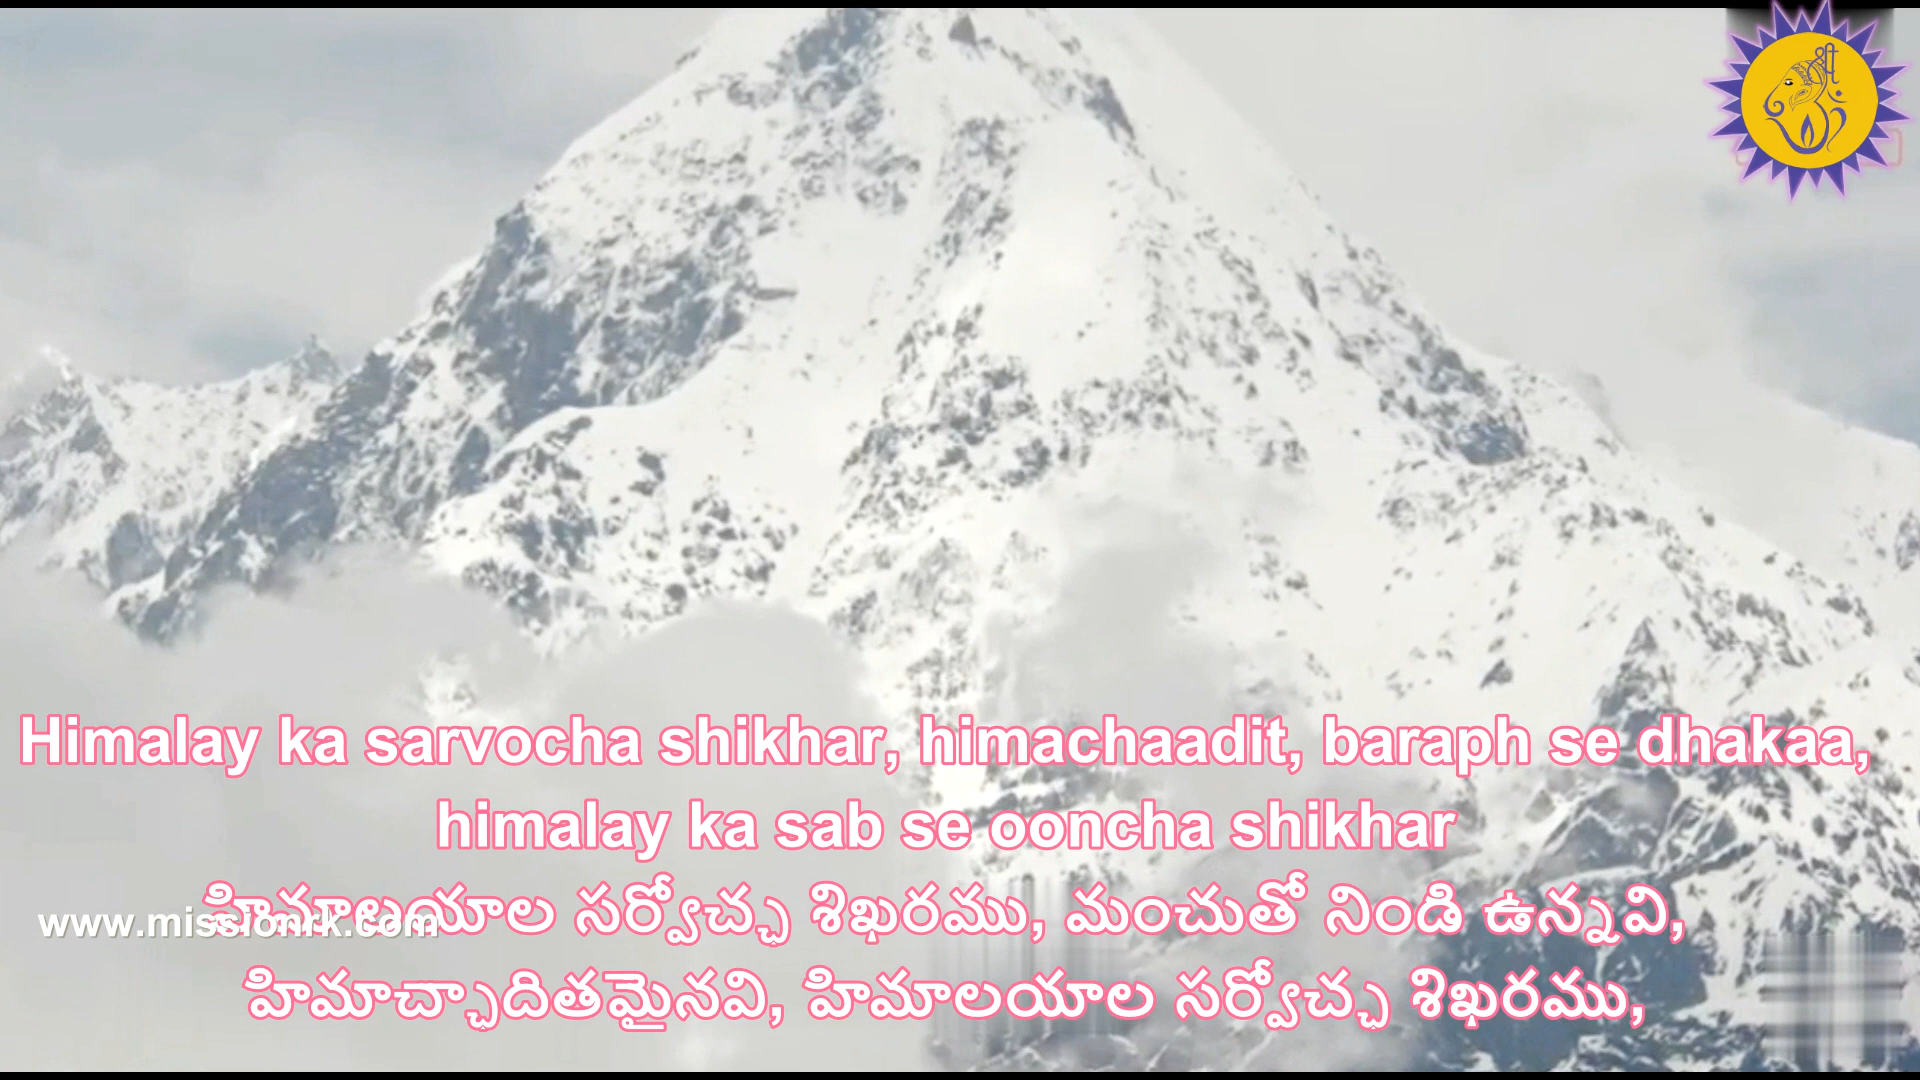 श्री
Himalay ka sarvocha shikhar, himachaadit, baraph se dhakaa,
himalay ka sab se ooncha shikhar
హిమాలయాల సర్వోచ్ఛ శిఖరము, మంచుతో నిండి ఉన్నవి,
www.missionrk.com
హిమాచ్ఛాదితమైనవి, హిమాలయాల సర్వోచ్ఛ శిఖరము,